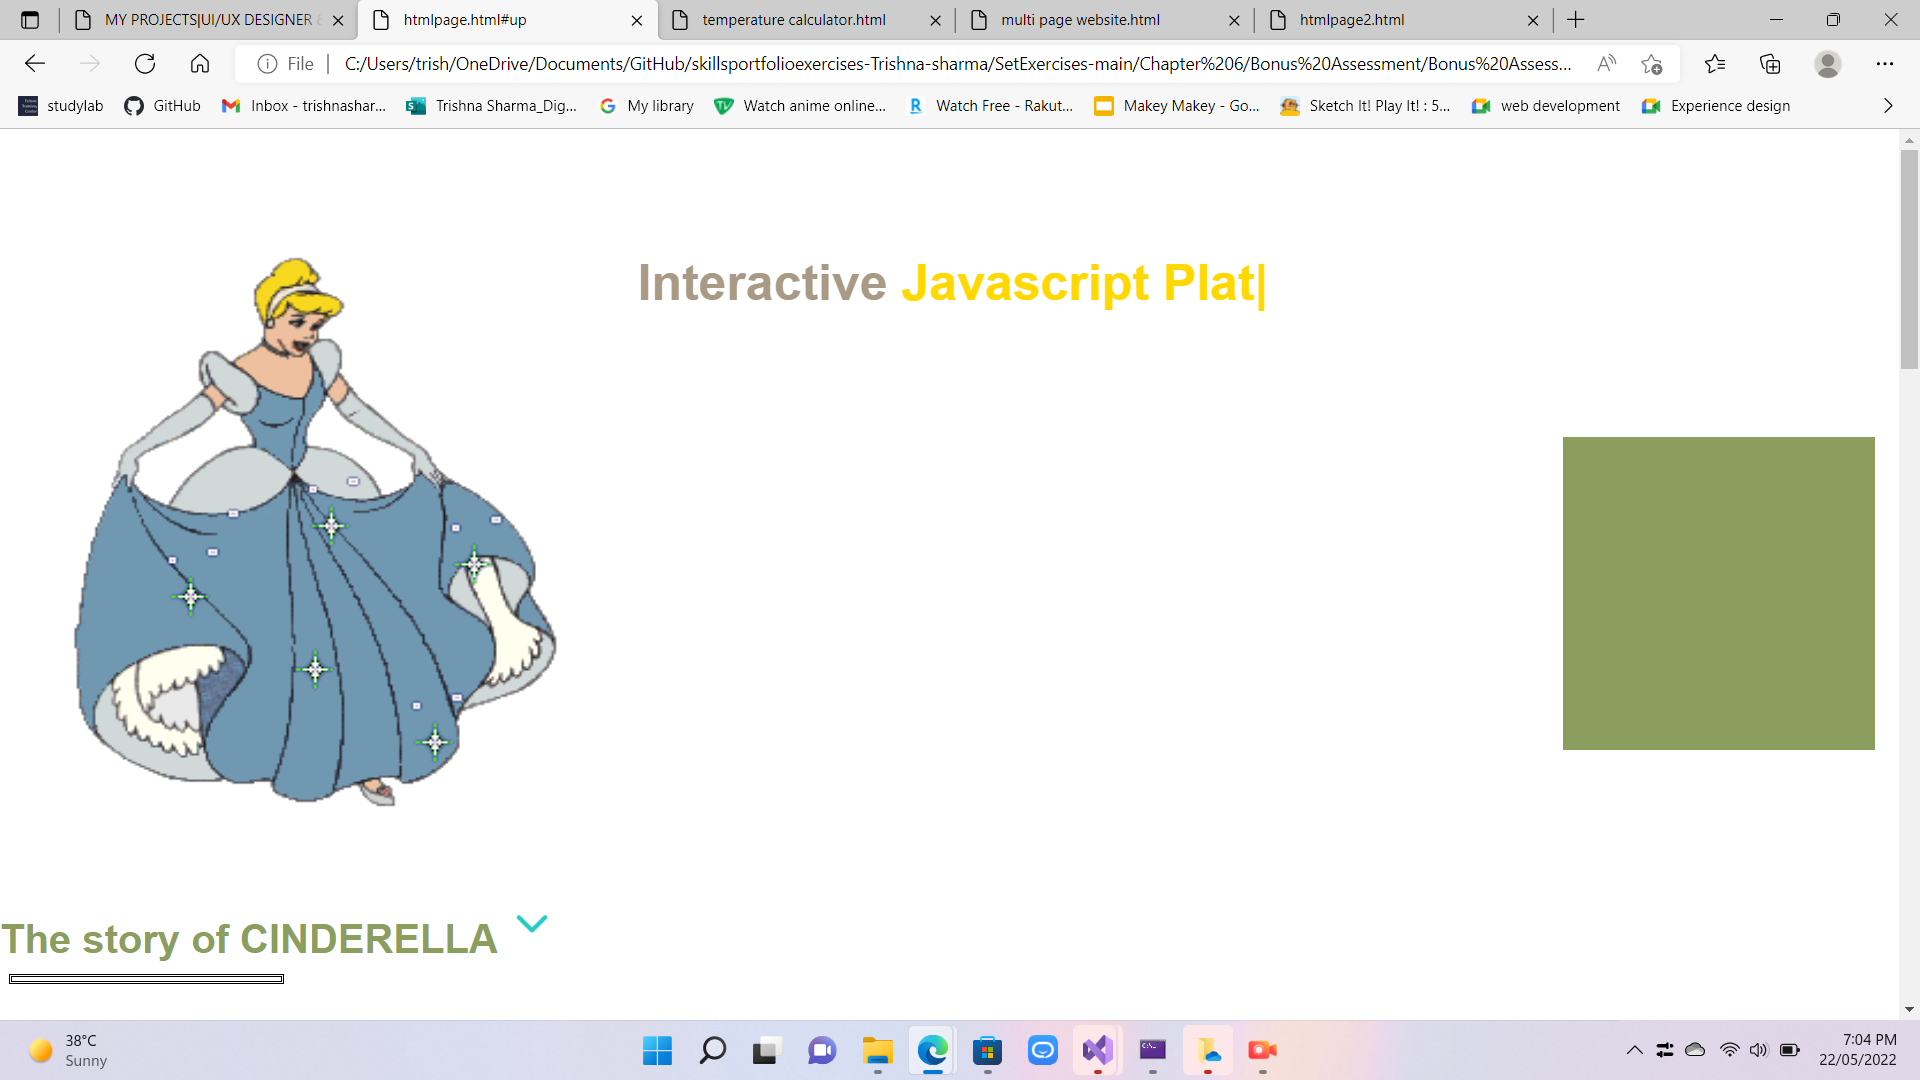 MY PROJECTS|UI/UX DESIGNER
htmlpage.html#up
temperature calculator.html
multi page website.html
htmlpage2.html
File
C:/Users/trish/OneDrive/Documents/GitHub/skillsportfolioexercises-Trishna-sharma/SetExercises-main/Chapter%206/Bonus%20Assessment/Bonus%20Assess...
studylab
GitHub
Inbox - trishnashar...
Trishna Sharma_Dig...
My library
Watch anime online...
Watch Free - Rakut...
Makey Makey - Go...
Sketch It! Play It! : 5...
web development
Experience design
Interactive Javascript Plat|
The story of CINDERELLA
38°C
Sunny
7:04 PM
22/05/2022